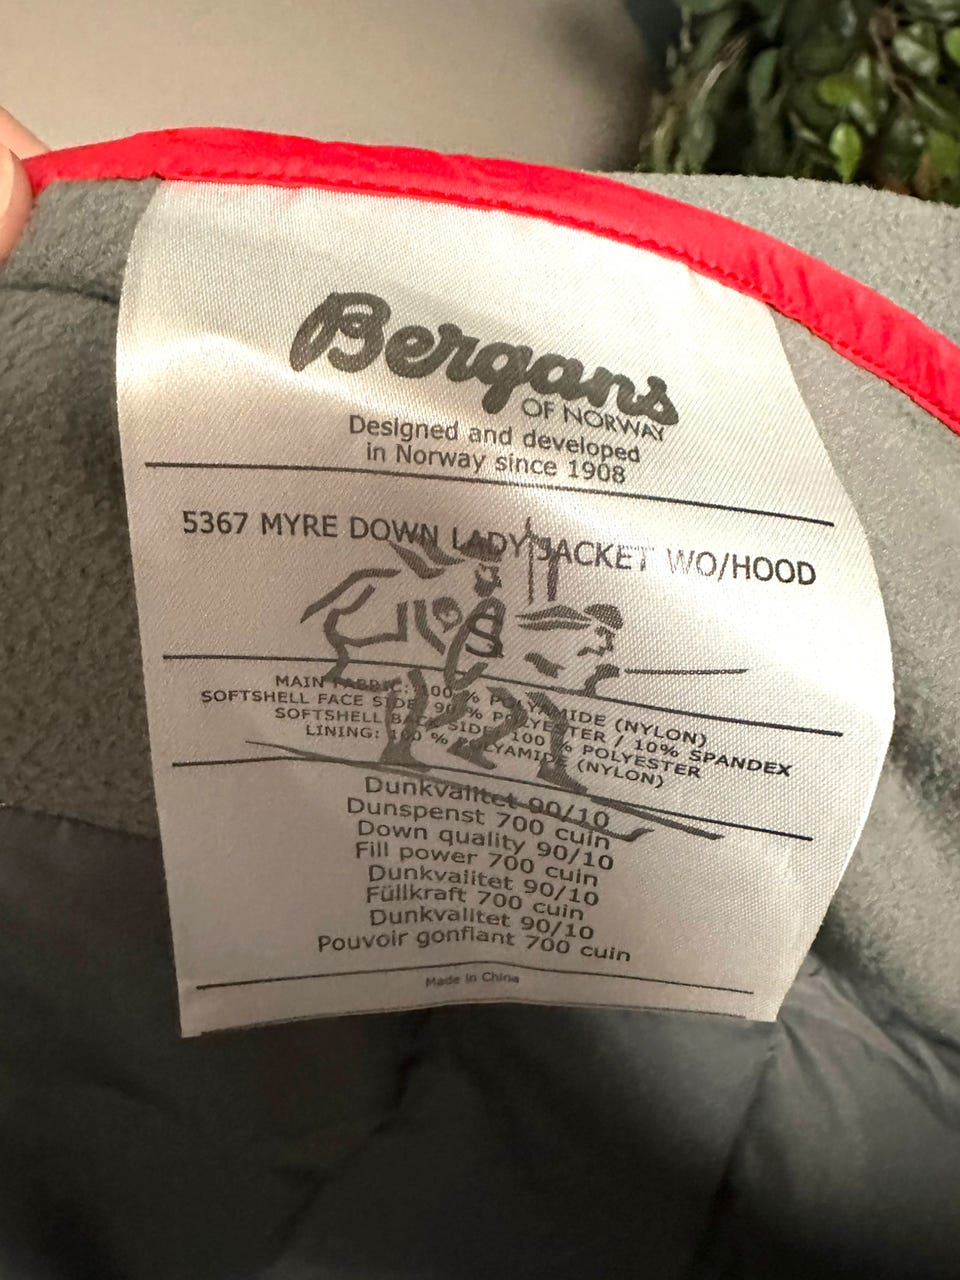 Bergans
OF NORWAY
Designed and developed
in Norway since 1908
5367 MYRE DOWN LADY JACKET WO/HOOD
MAIN FABRIC: 100 % POLYAMIDE (NYLON)
SOFTSHELL FACE SIDE: 90 % POLYESTER / 10% SPANDEX
SOFTSHELL BACK SIDE: 100 % POLYESTER
LINING: 100 % POLYAMIDE (NYLON)
Dunkvalitet 90/10
Dunspenst 700 cuin
Down quality 90/10
Fill power 700 cuin
Dunkvalitet 90/10
Füllkraft 700 cuin
Dunkvalitet 90/10
Pouvoir gonflant 700 cuin
Made in China